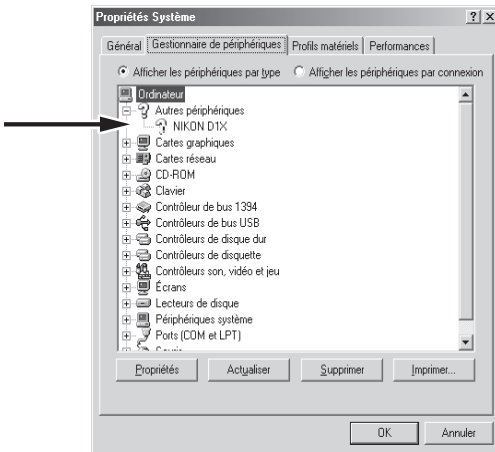 Propriétés Système
Général Gestionnaire de périphériques Profils matériels Performances
Afficher les périphériques par type Afficher les périphériques par connexion
Ordinateur
Autres périphériques
NIKON D1X
Cartes graphiques
Cartes réseau
CD-ROM
Clavier
Contrôleur de bus 1394
Contrôleurs de bus USB
Contrôleurs de disque dur
Contrôleurs de disquette
Contrôleurs son, vidéo et jeu
Écrans
Lecteurs de disque
Périphériques système
Ports (COM et LPT)
Propriétés Actualiser Supprimer Imprimer...
OK Annuler